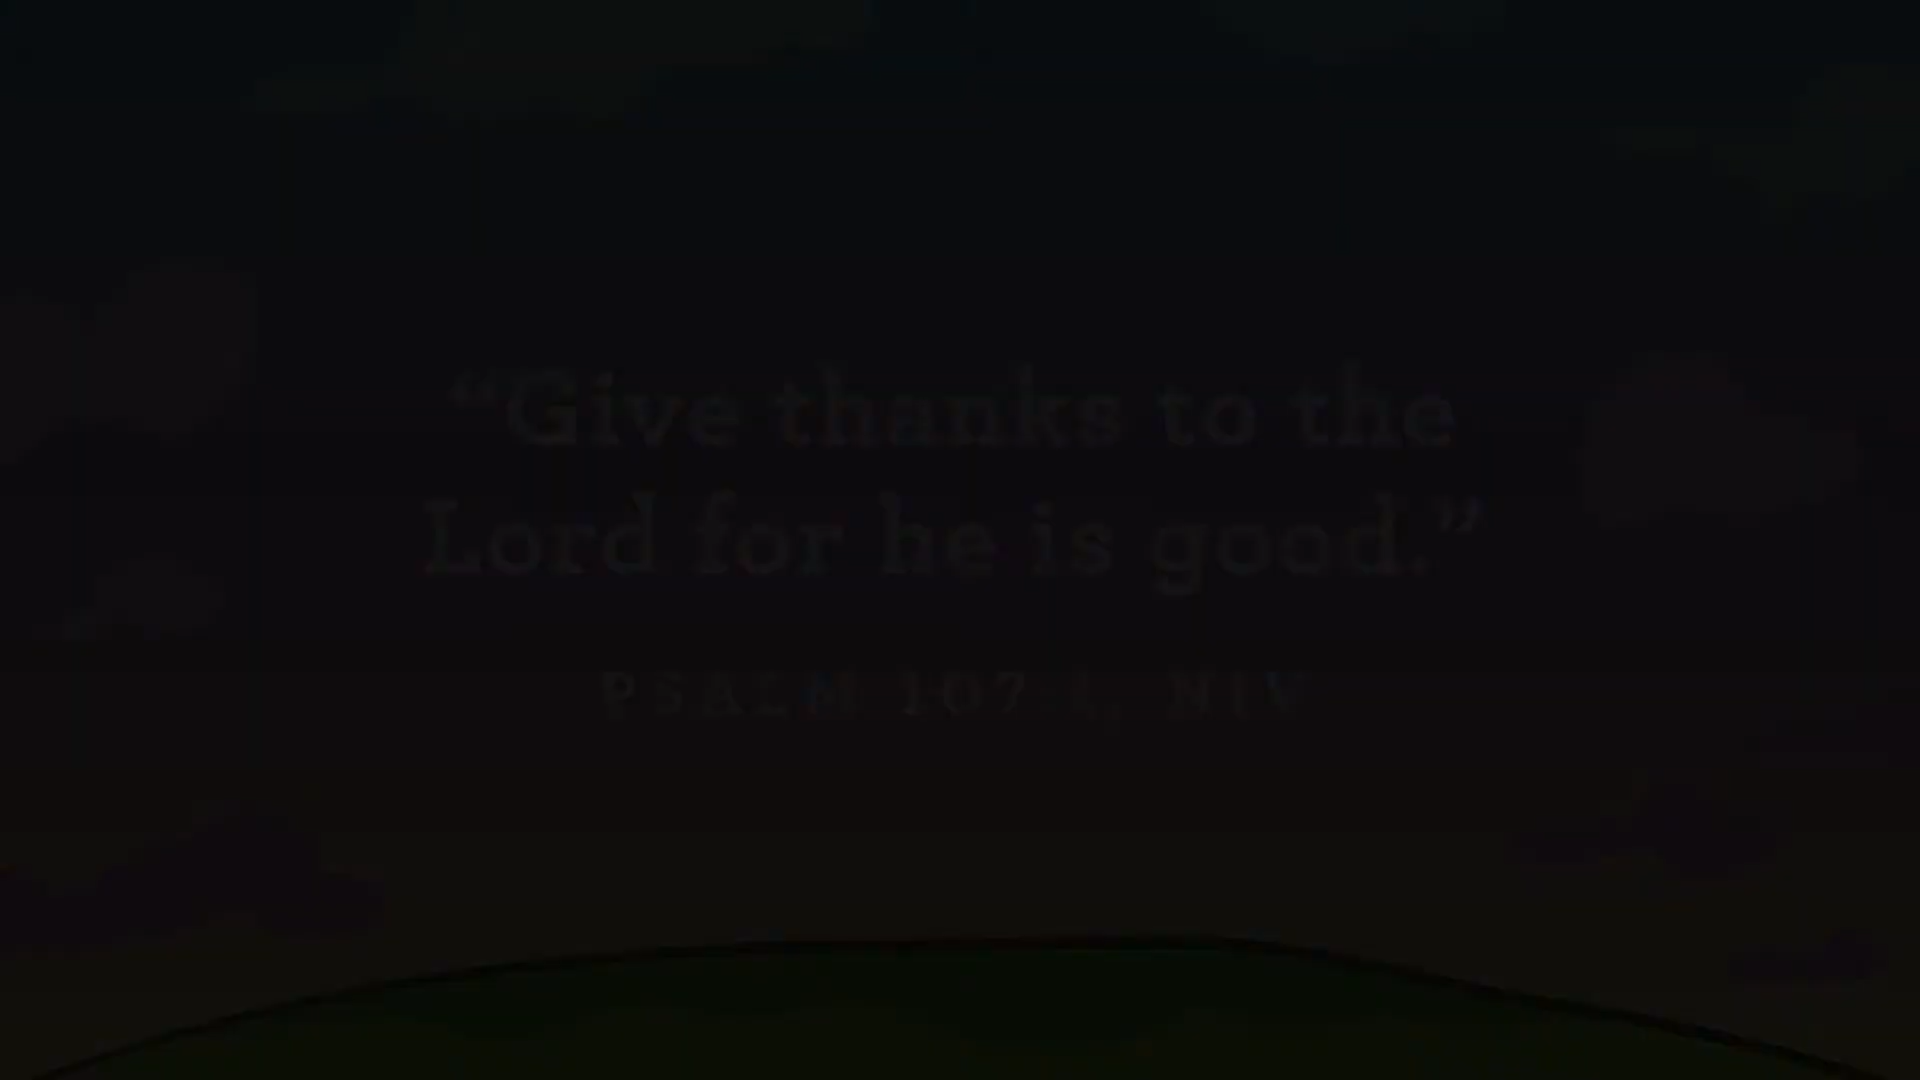 “Give thanks to the
Lord for he is good.”
PSALM 107:1, NIV